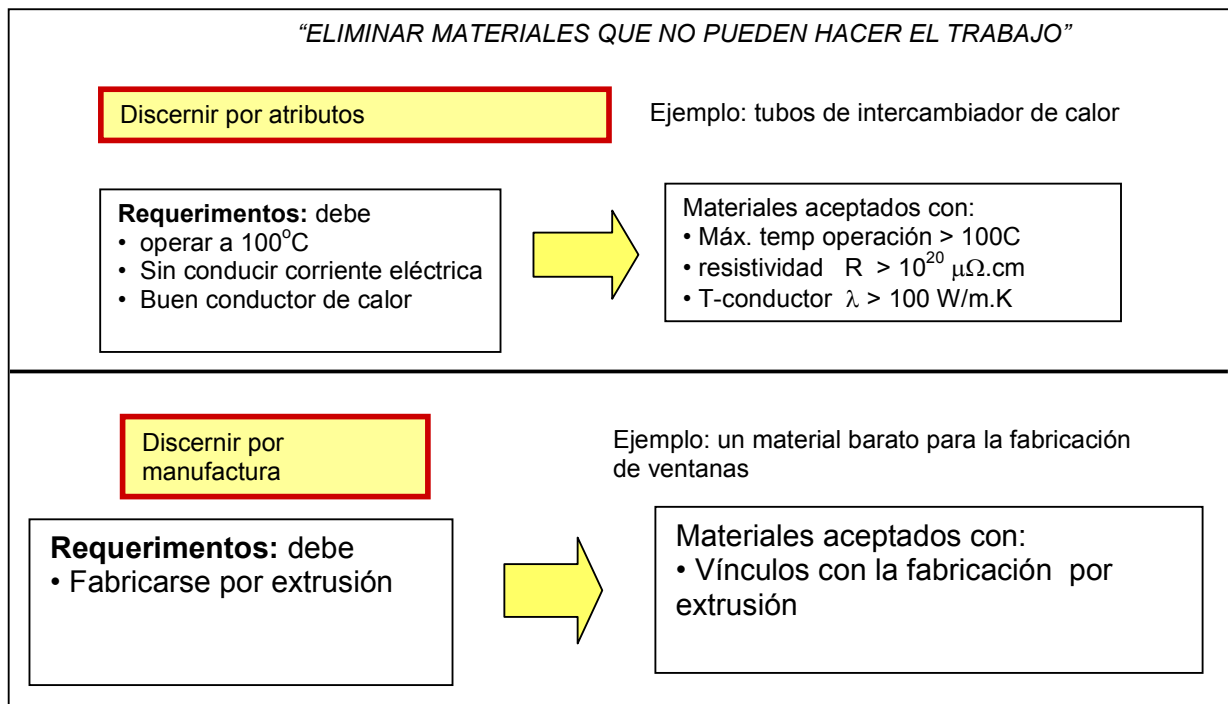 “ELIMINAR MATERIALES QUE NO PUEDEN HACER EL TRABAJO”
Discernir por atributos
Ejemplo: tubos de intercambiador de calor
Requerimentos: debe
• operar a 100°C
• Sin conducir corriente eléctrica
• Buen conductor de calor
Materiales aceptados con:
• Máx. temp operación > 100C
• resistividad R > 10²⁰ μΩ.cm
• T-conductor λ > 100 W/m.K
Discernir por
manufactura
Ejemplo: un material barato para la fabricación
de ventanas
Requerimentos: debe
• Fabricarse por extrusión
Materiales aceptados con:
• Vínculos con la fabricación por
extrusión